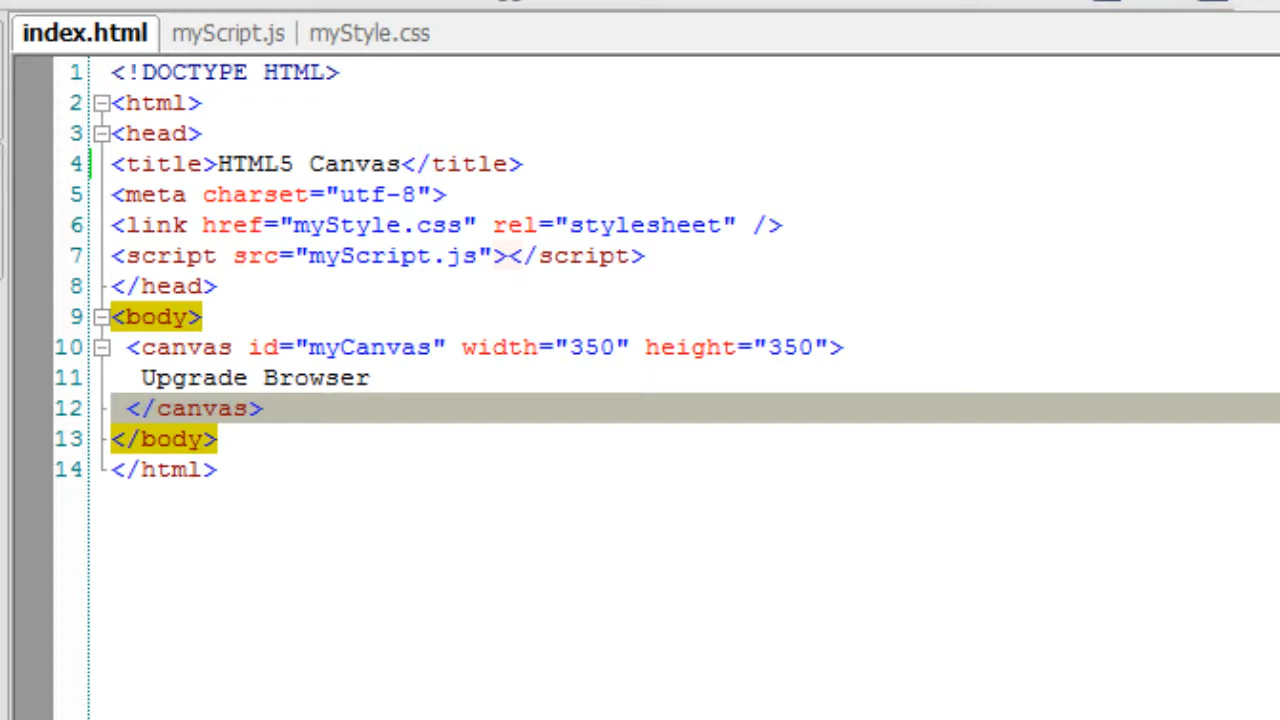 index.html myScript.js | myStyle.css
1 <!DOCTYPE HTML>
2 <html>
3 <head>
4 <title>HTML5 Canvas</title>
5 <meta charset="utf-8">
6 <link href="myStyle.css" rel="stylesheet" />
7 <script src="myScript.js"></script>
8 </head>
9 <body>
10 <canvas id="myCanvas" width="350" height="350">
11 Upgrade Browser
12 </canvas>
13 </body>
14 </html>